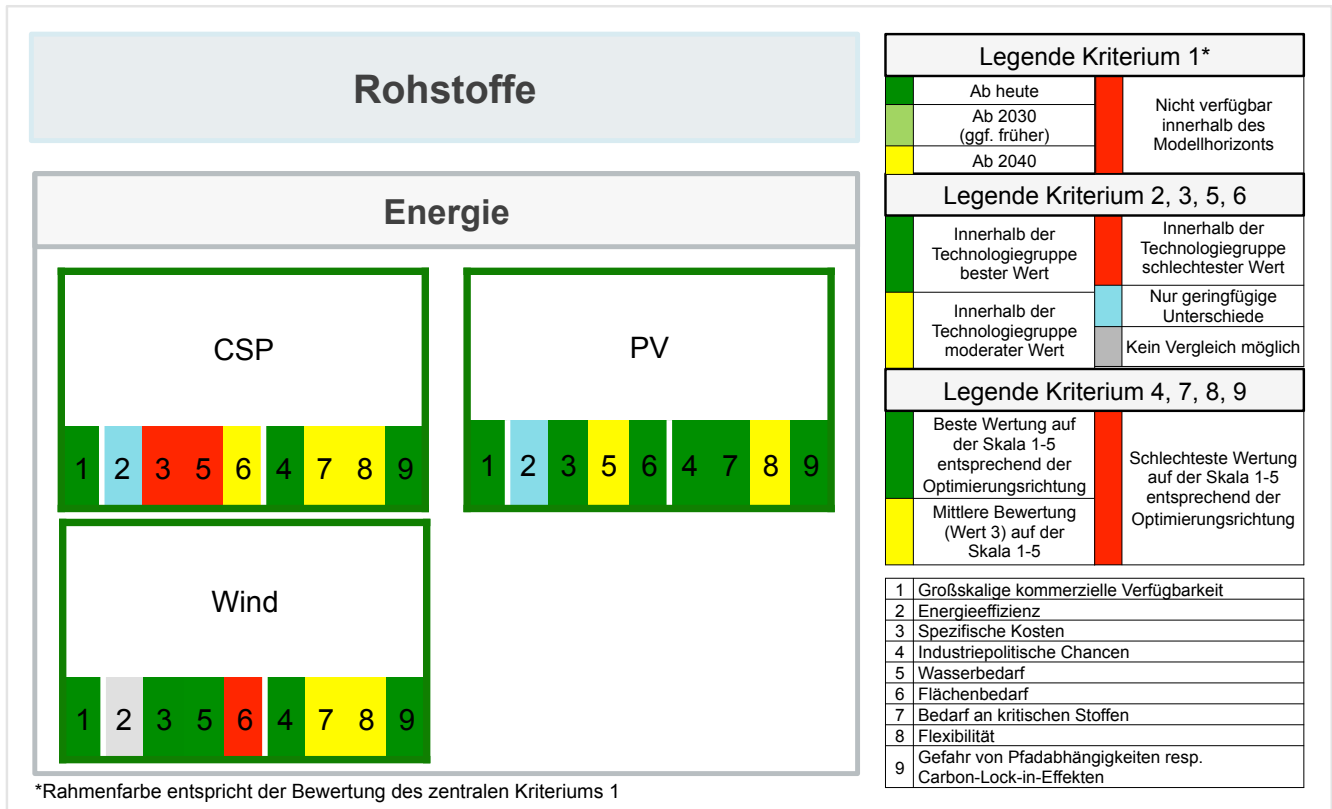 Rohstoffe
Energie
CSP
1 2 3 5 6 4 7 8 9
PV
1 2 3 5 6 4 7 8 9
Wind
1 2 3 5 6 4 7 8 9
*Rahmenfarbe entspricht der Bewertung des zentralen Kriteriums 1
Legende Kriterium 1*
Ab heute
Ab 2030
(ggf. früher)
Ab 2040
Nicht verfügbar
innerhalb des
Modellhorizonts
Legende Kriterium 2, 3, 5, 6
Innerhalb der
Technologiegruppe
bester Wert
Innerhalb der
Technologiegruppe
moderater Wert
Innerhalb der
Technologiegruppe
schlechtester Wert
Nur geringfügige
Unterschiede
Kein Vergleich möglich
Legende Kriterium 4, 7, 8, 9
Beste Wertung auf
der Skala 1-5
entsprechend der
Optimierungsrichtung
Mittlere Bewertung
(Wert 3) auf der
Skala 1-5
Schlechteste Wertung
auf der Skala 1-5
entsprechend der
Optimierungsrichtung
1 Großskalige kommerzielle Verfügbarkeit
2 Energieeffizienz
3 Spezifische Kosten
4 Industriepolitische Chancen
5 Wasserbedarf
6 Flächenbedarf
7 Bedarf an kritischen Stoffen
8 Flexibilität
9 Gefahr von Pfadabhängigkeiten resp.
Carbon-Lock-in-Effekten